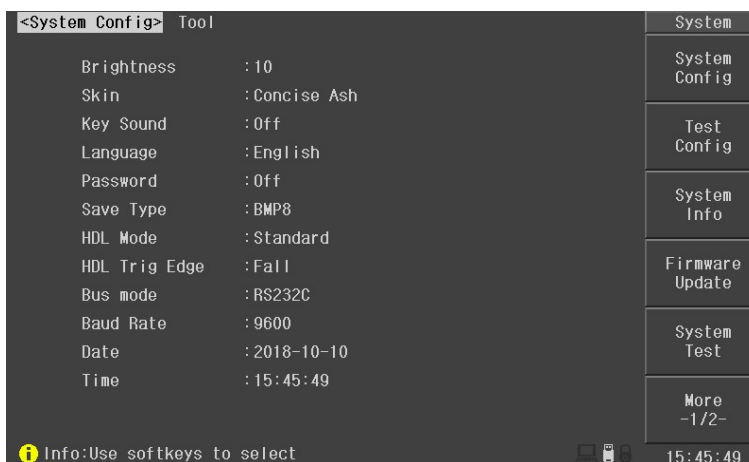 <System Config> Tool
Brightness :10
Skin :Concise Ash
Key Sound :Off
Language :English
Password :Off
Save Type :BMP8
HDL Mode :Standard
HDL Trig Edge :Fall
Bus mode :RS232C
Baud Rate :9600
Date :2018-10-10
Time :15:45:49
Info:Use softkeys to select
System
System
Config
Test
Config
System
Info
Firmware
Update
System
Test
More
-1/2-
15:45:49